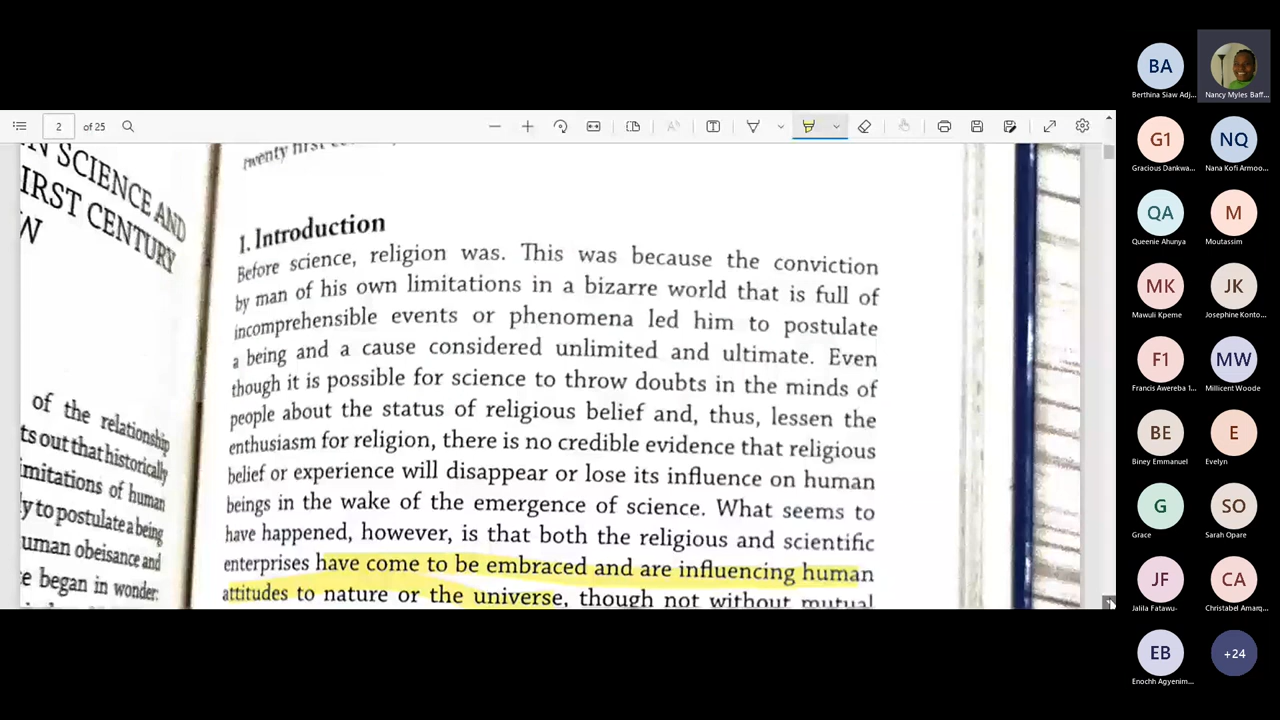 2
of 25
IN SCIENCE AND
IRST CENTURY
W
of the relationship
ts out that historically
imitations of human
y to postulate a being
uman obeisance and
e began in wonder:
twenty first
1. Introduction
Before science, religion was. This was because the conviction
by man of his own limitations in a bizarre world that is full of
incomprehensible events or phenomena led him to postulate
a being and a cause considered unlimited and ultimate. Even
though it is possible for science to throw doubts in the minds of
people about the status of religious belief and, thus, lessen the
enthusiasm for religion, there is no credible evidence that religious
belief or experience will disappear or lose its influence on human
beings in the wake of the emergence of science. What seems to
have happened, however, is that both the religious and scientific
enterprises have come to be embraced and are influencing human
attitudes to nature or the universe, though not without mutual
BA
Berthina Siaw Adj...
Nancy Myles Baff...
G1
Gracious Dankwa...
NQ
Nana Kofi Armoo...
QA
Queenie Ahunya
M
Moutassim
MK
Mawuli Kpeme
JK
Josephine Konto...
F1
Francis Awereba 1...
MW
Millicent Woode
BE
Biney Emmanuel
E
Evelyn
G
Grace
SO
Sarah Opare
JF
Jalila Fatawu-
CA
Christabel Amarq...
EB
Enochh Agyenim...
+24